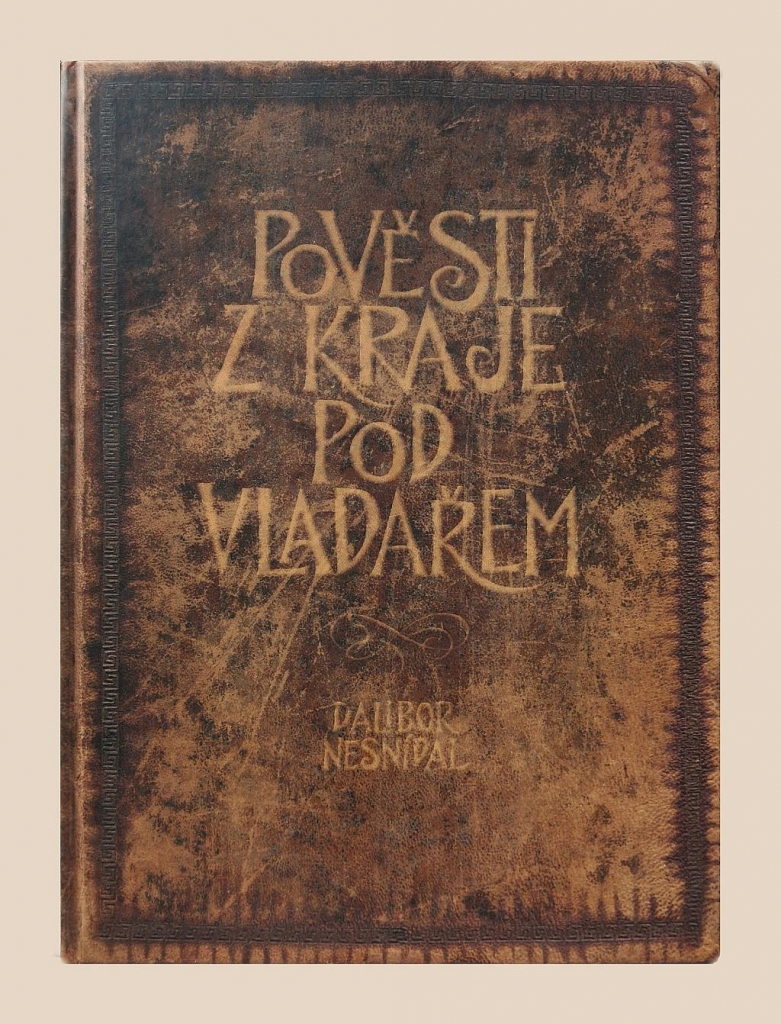 POVĚSTI
Z KRAJE
POD
VLADAŘEM
DALIBOR
NESNÍDAL